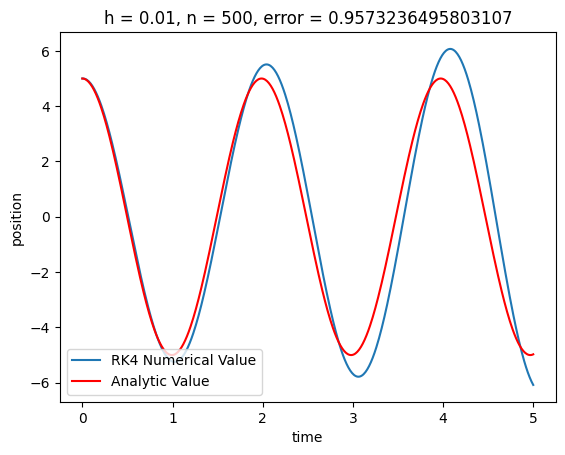 h = 0.01, n = 500, error = 0.9573236495803107
6
4
2
0
−2
−4
−6
position
RK4 Numerical Value
Analytic Value
0 1 2 3 4 5
time